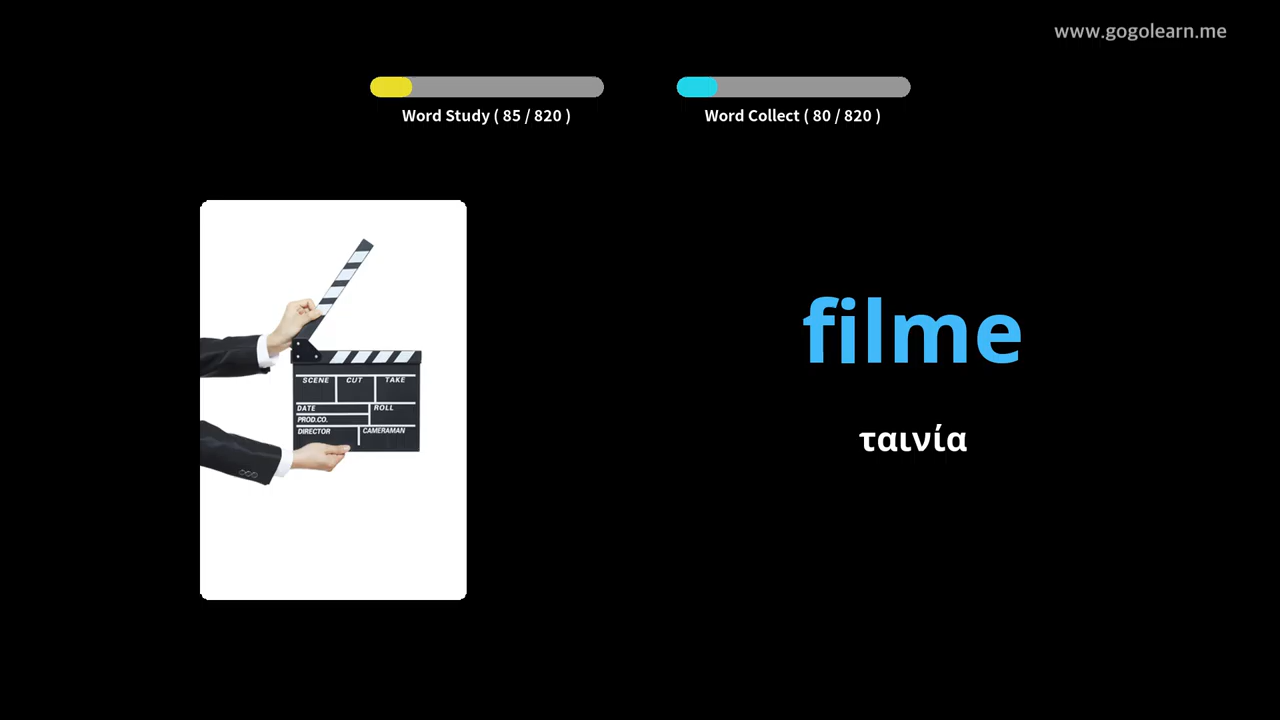 www.gogolearn.me
Word Study ( 85 / 820 )
Word Collect ( 80 / 820 )
filme
ταινία
SCENE CUT TAKE
DATE ROLL
PROD.CO.
DIRECTOR CAMERAMAN